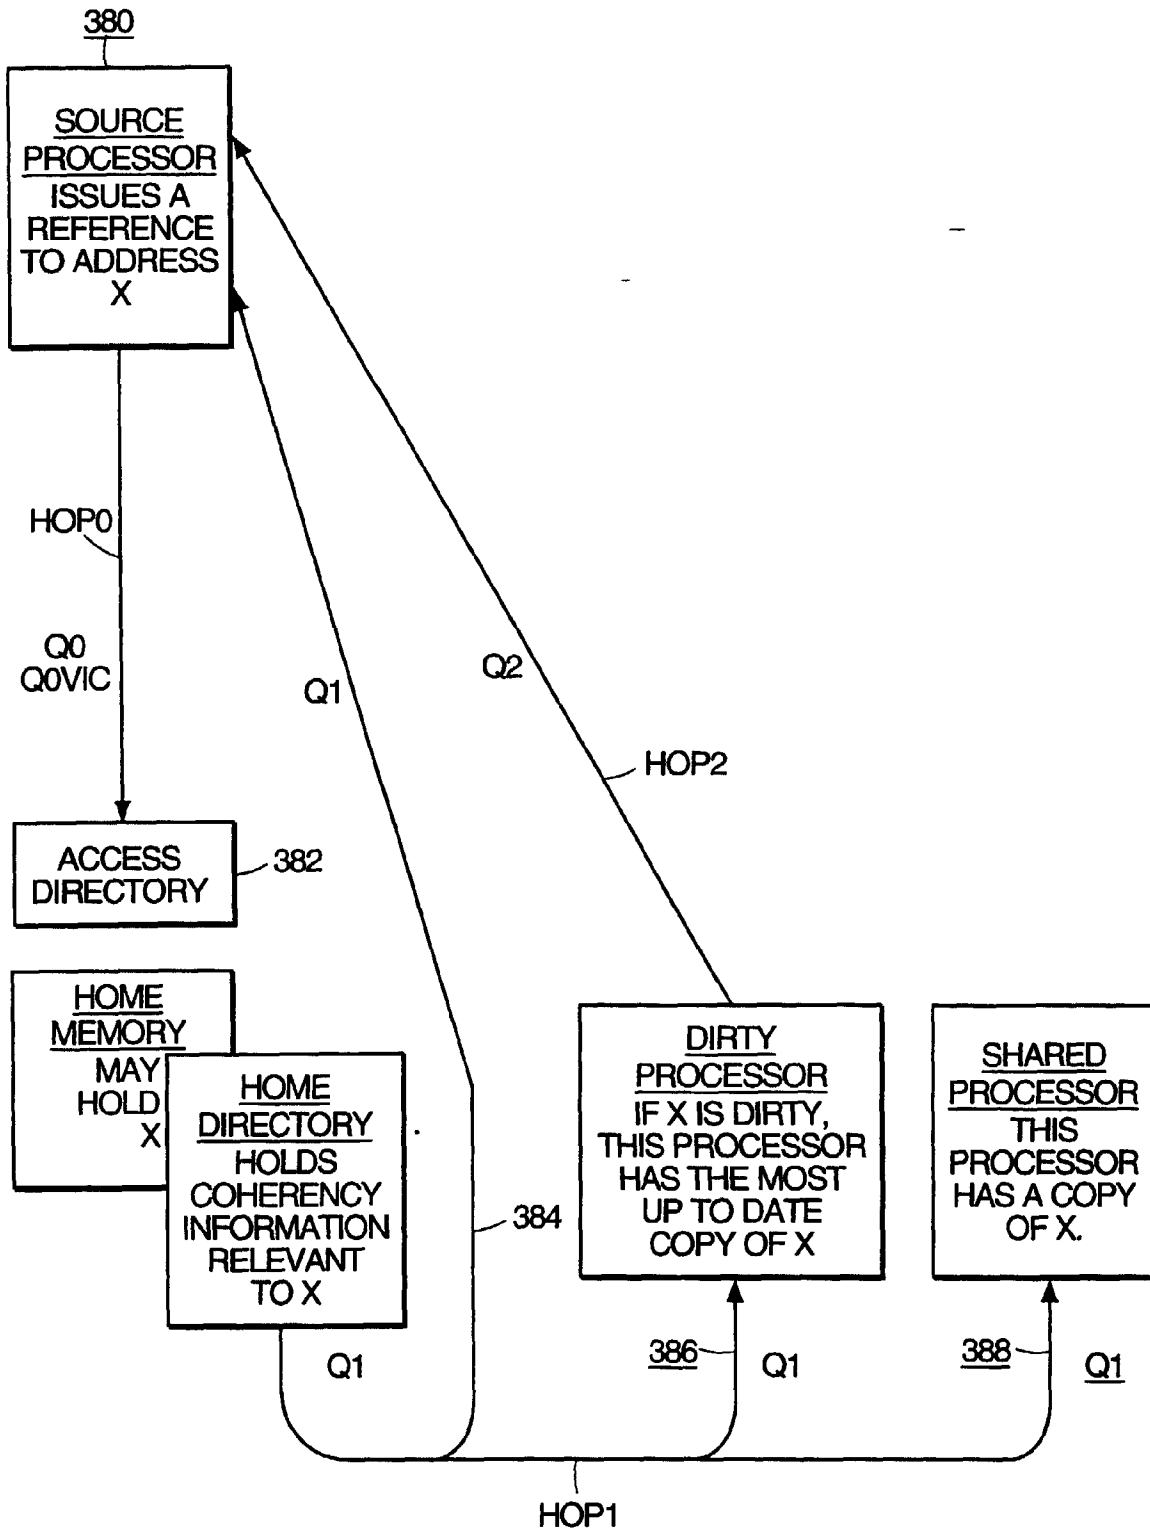 380
SOURCE
PROCESSOR
ISSUES A
REFERENCE
TO ADDRESS
X
HOP0
Q0
Q0VIC
Q1
Q2
HOP2
ACCESS
DIRECTORY
382
HOME
MEMORY
MAY
HOLD
X
HOME
DIRECTORY
HOLDS
COHERENCY
INFORMATION
RELEVANT
TO X
384
DIRTY
PROCESSOR
IF X IS DIRTY,
THIS PROCESSOR
HAS THE MOST
UP TO DATE
COPY OF X
SHARED
PROCESSOR
THIS
PROCESSOR
HAS A COPY
OF X.
Q1
386
Q1
388
Q1
HOP1